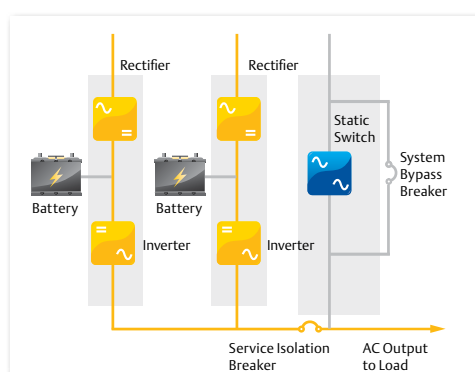 Rectifier
Rectifier
Static
Switch
System
Bypass
Breaker
Battery
Battery
Inverter
Inverter
Service Isolation
Breaker
AC Output
to Load